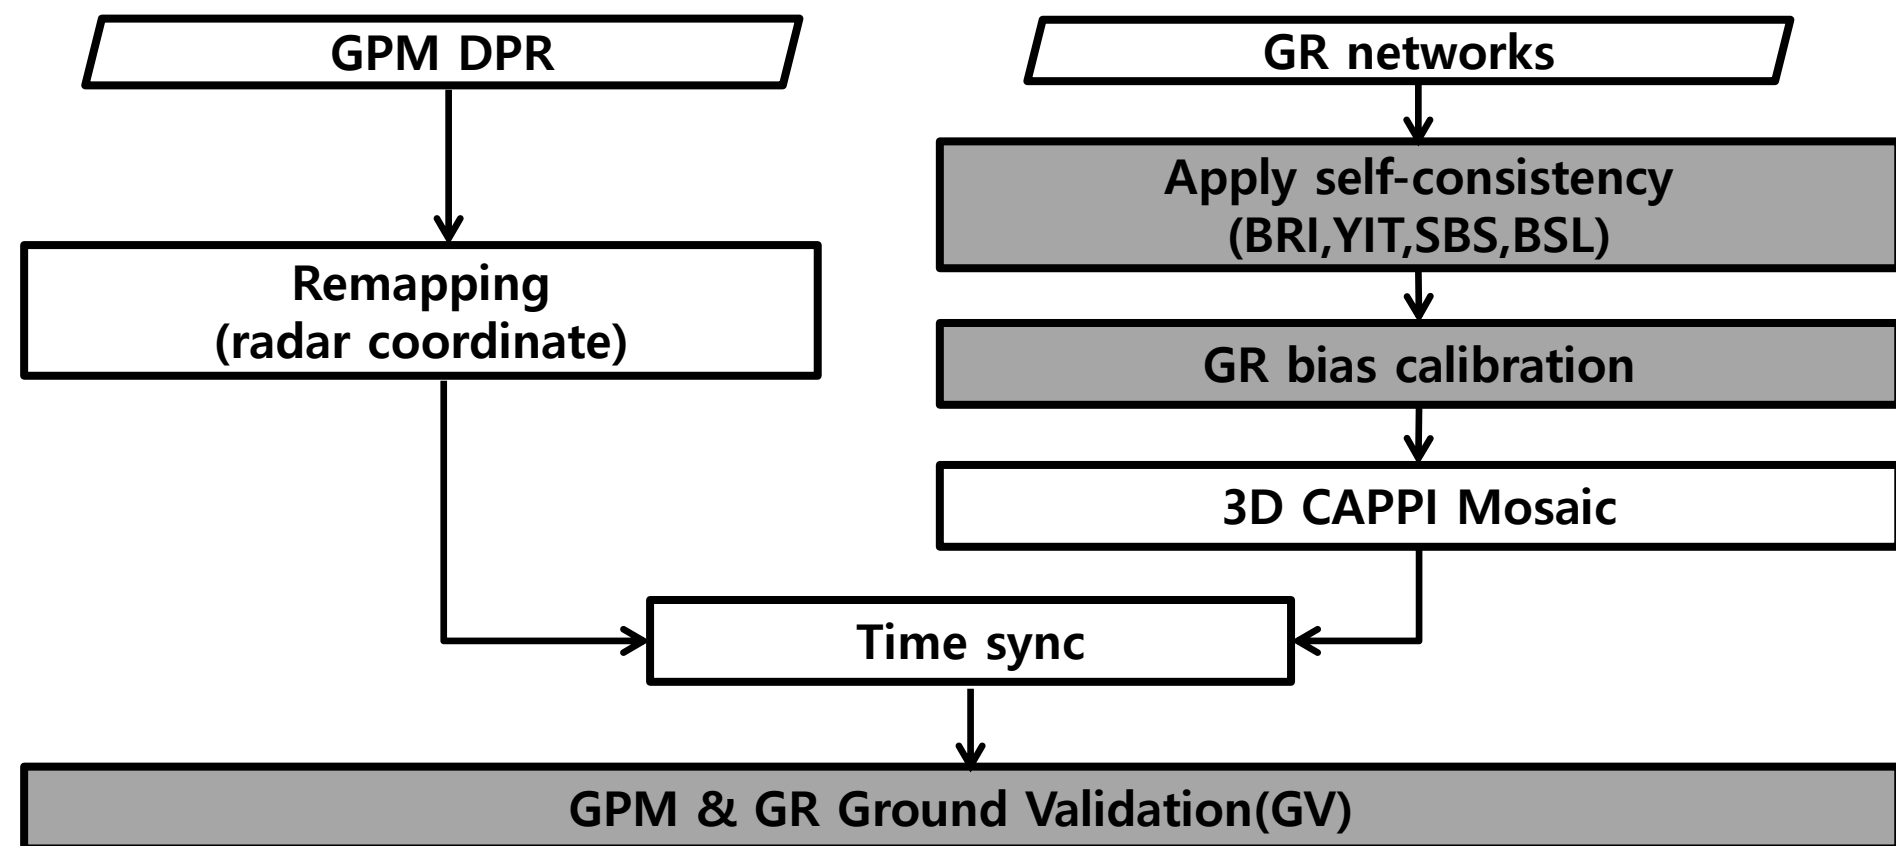 GPM DPR
GR networks
Apply self-consistency
(BRI,YIT,SBS,BSL)
Remapping
(radar coordinate)
GR bias calibration
3D CAPPI Mosaic
Time sync
GPM & GR Ground Validation(GV)